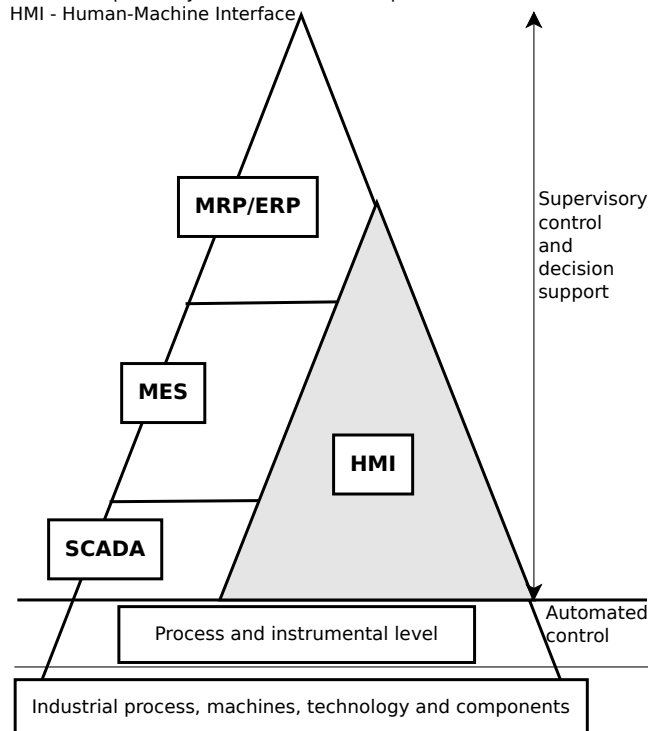 HMI - Human-Machine Interface
MRP/ERP
Supervisory
control
and
decision
support
MES
HMI
SCADA
Automated
control
Process and instrumental level
Industrial process, machines, technology and components